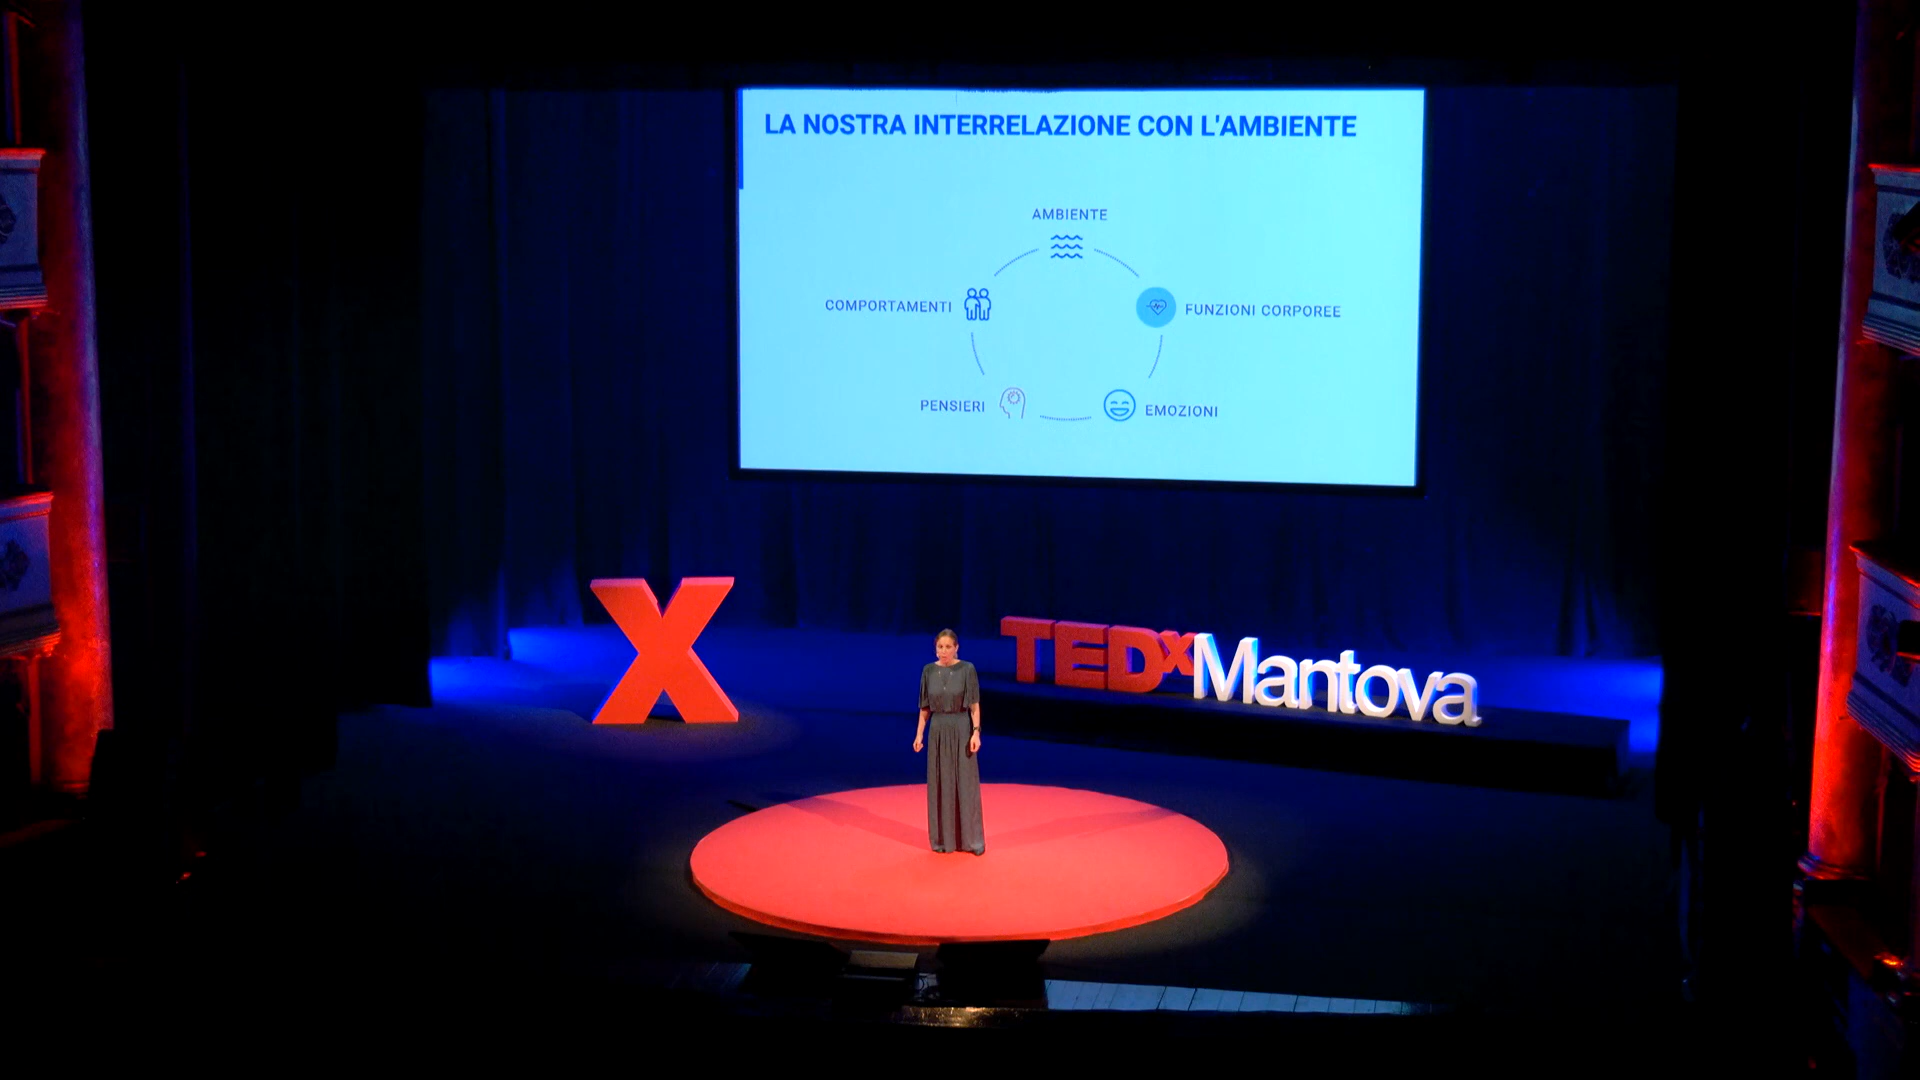 LA NOSTRA INTERRELAZIONE CON L'AMBIENTE
AMBIENTE
COMPORTAMENTI
FUNZIONI CORPOREE
PENSIERI
EMOZIONI
X
TEDxMantova